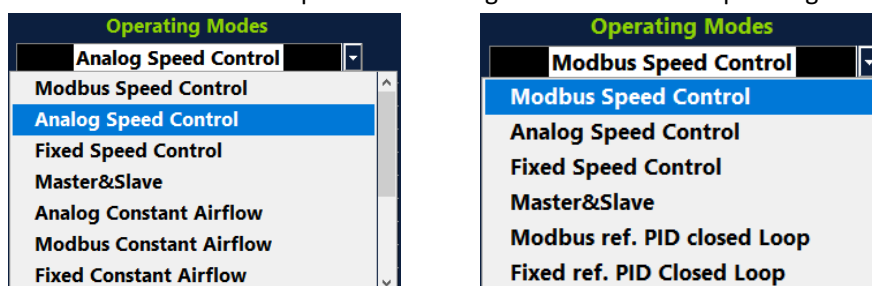 Operating Modes
Analog Speed Control
Modbus Speed Control
Analog Speed Control
Fixed Speed Control
Master&Slave
Analog Constant Airflow
Modbus Constant Airflow
Fixed Constant Airflow
Operating Modes
Modbus Speed Control
Modbus Speed Control
Analog Speed Control
Fixed Speed Control
Master&Slave
Modbus ref. PID closed Loop
Fixed ref. PID Closed Loop